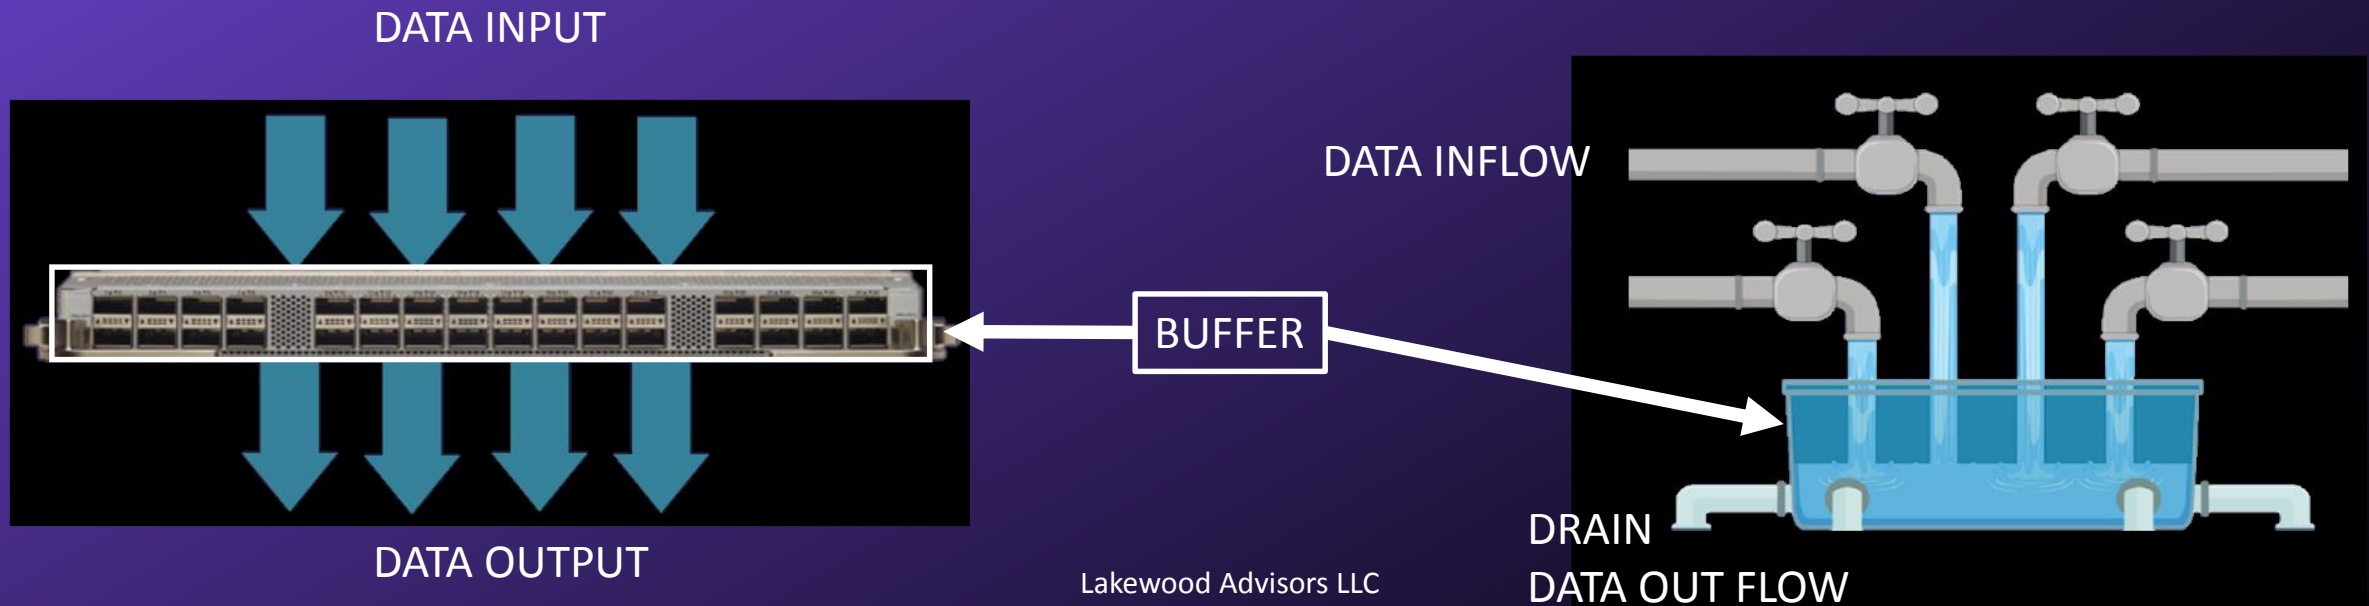 DATA INPUT
DATA INFLOW
BUFFER
DRAIN
DATA OUT FLOW
DATA OUTPUT
Lakewood Advisors LLC